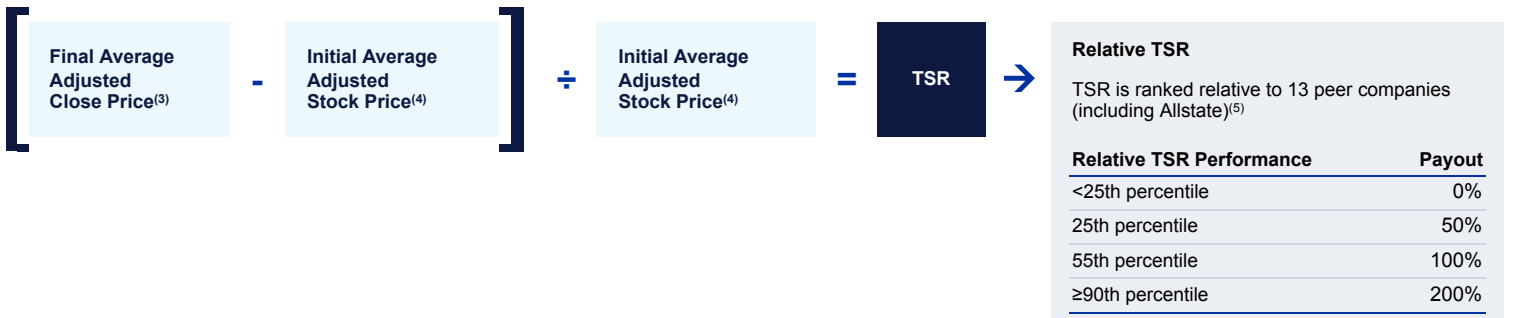 Final Average
Adjusted
Close Price(3)
-
Initial Average
Adjusted
Stock Price(4)
÷
Initial Average
Adjusted
Stock Price(4)
=
TSR
→
Relative TSR
TSR is ranked relative to 13 peer companies
(including Allstate)(5)
Relative TSR Performance Payout
<25th percentile 0%
25th percentile 50%
55th percentile 100%
≥90th percentile 200%